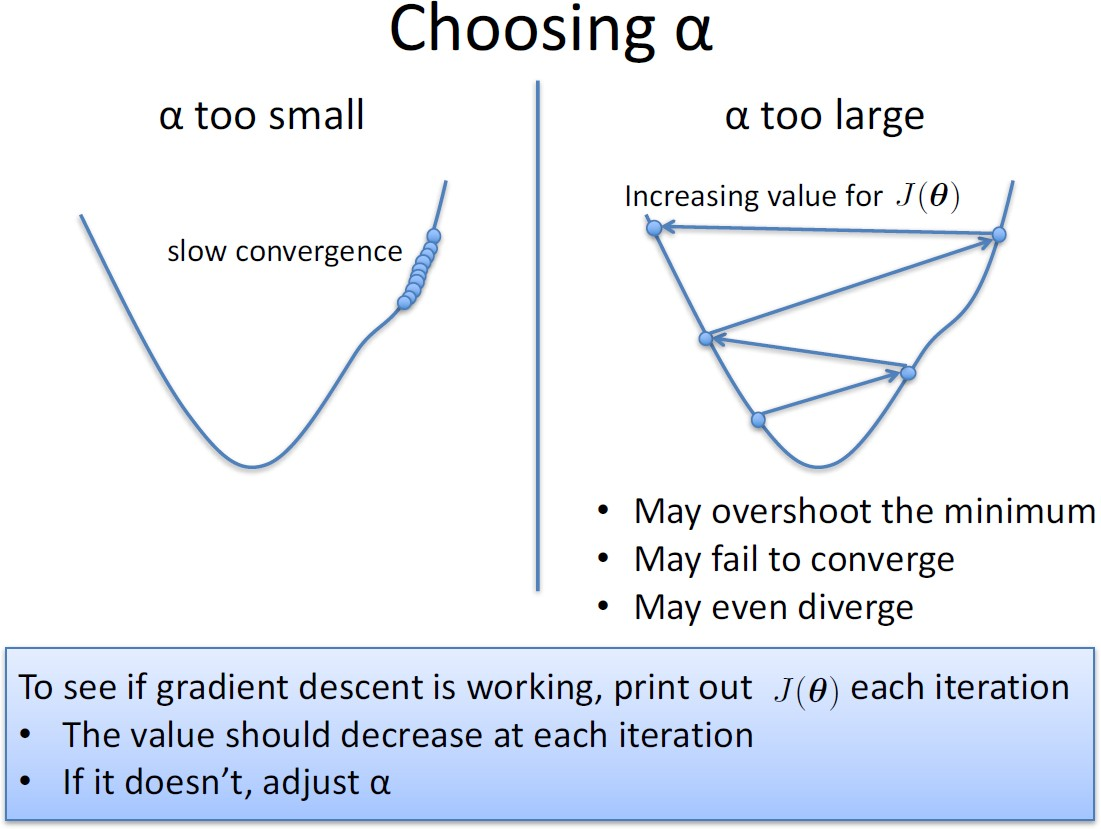 Choosing α
α too small
slow convergence
α too large
Increasing value for J(θ)
• May overshoot the minimum
• May fail to converge
• May even diverge
To see if gradient descent is working, print out J(θ) each iteration
• The value should decrease at each iteration
• If it doesn’t, adjust α